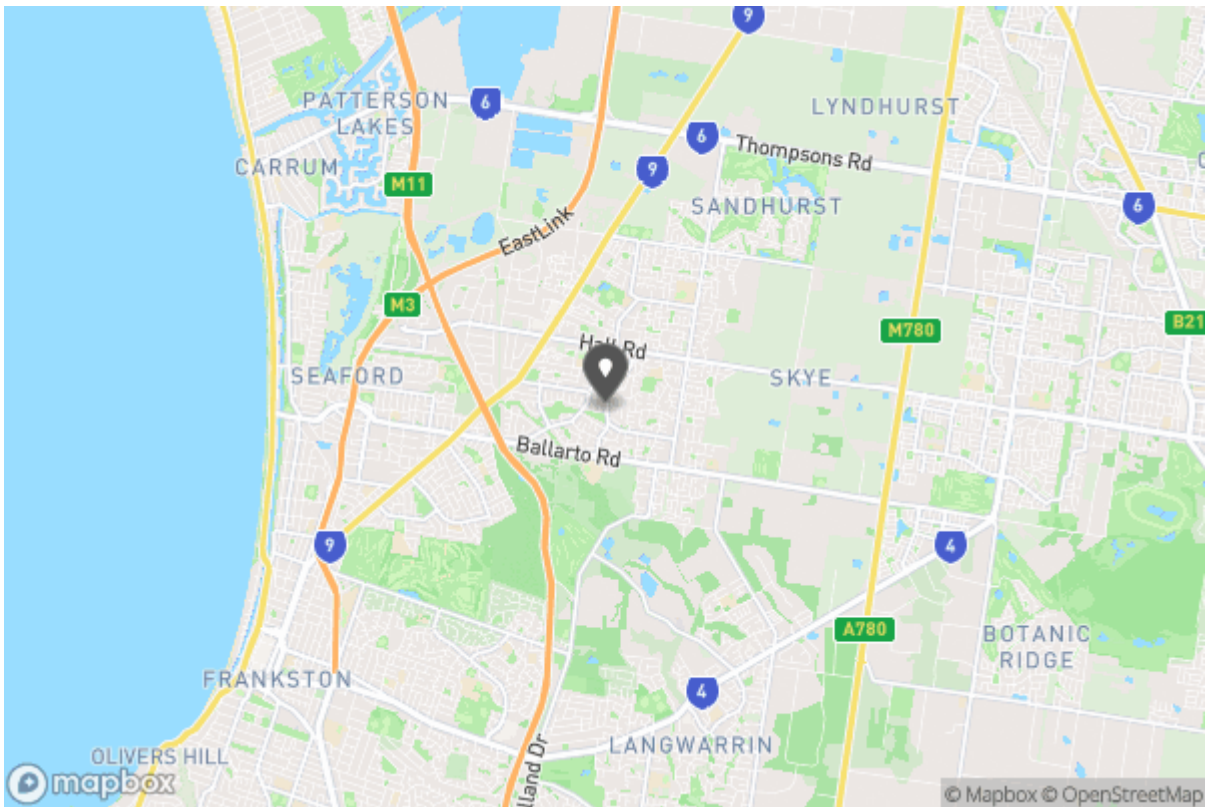 9
PATTERSON
LAKES
6
LYNDHURST
6
Thompsons Rd
CARRUM
M11
9
SANDHURST
6
EastLink
M3
M780
B21
Hall Rd
SEAFORD
SKYE
Ballarto Rd
9
4
A780
BOTANIC
RIDGE
FRANKSTON
4
OLIVERS HILL
LANGWARRIN
lland Dr
mapbox
© Mapbox © OpenStreetMap